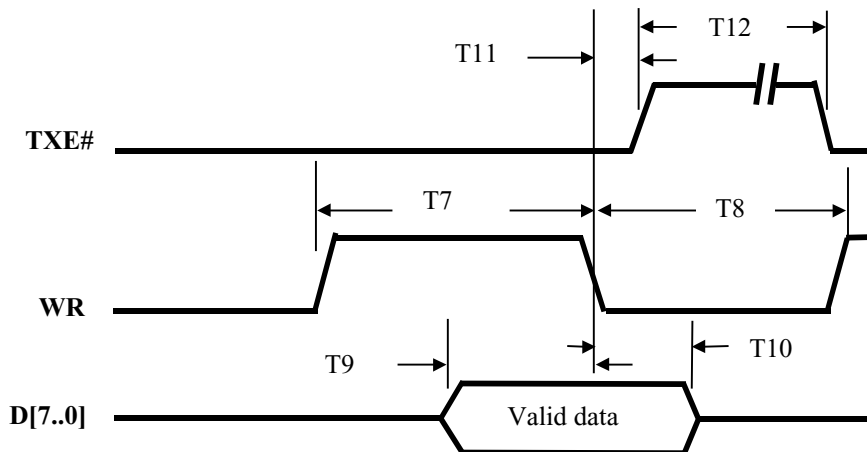 T12
T11
TXE#
T7
T8
WR
T9
T10
D[7..0]
Valid data